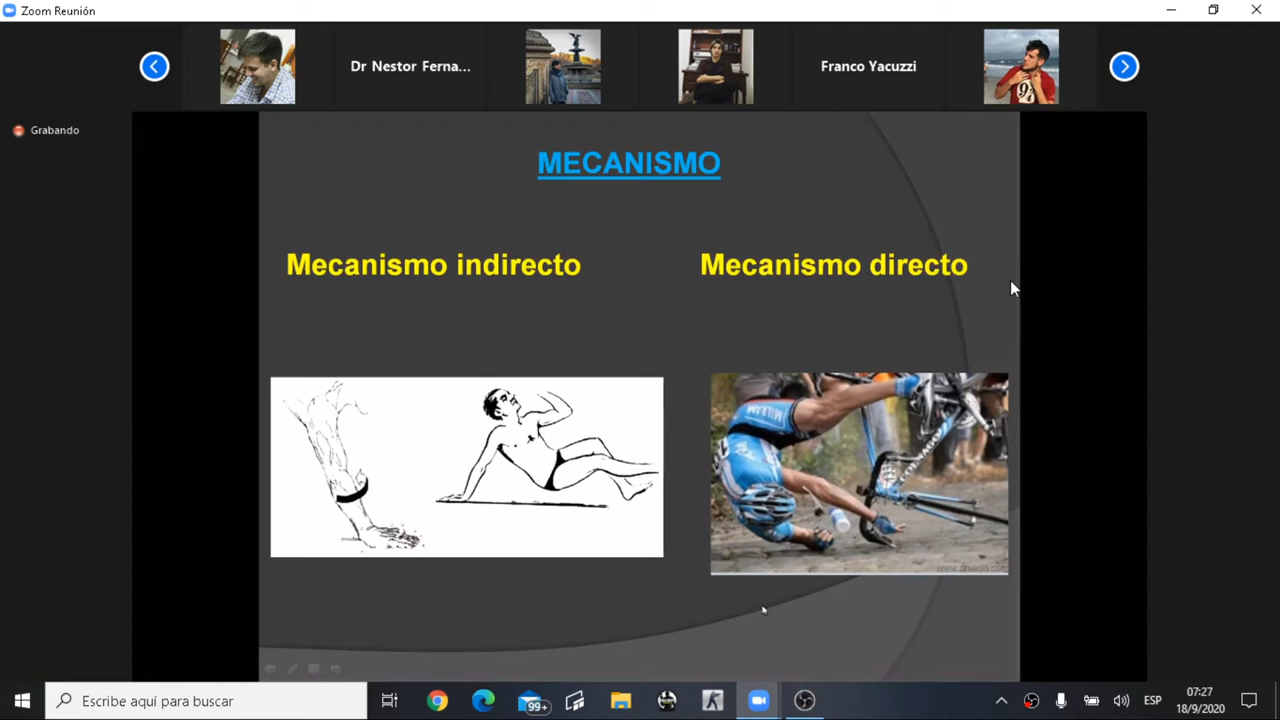 Zoom Reunión
Dr Nestor Ferna...
Franco Yacuzzi
Grabando
MECANISMO
Mecanismo indirecto
Mecanismo directo
MILRAM
Escribe aquí para buscar
99+
ESP
07:27
18/9/2020